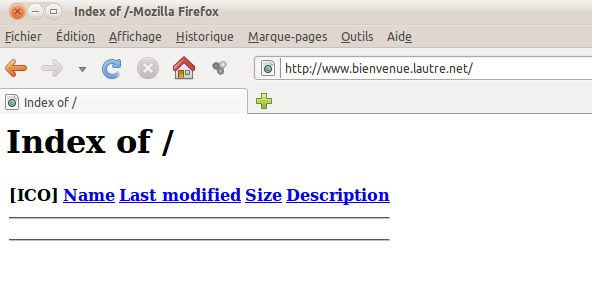 Index of /-Mozilla Firefox
Fichier Édition Affichage Historique Marque-pages Outils Aide
http://www.bienvenue.lautre.net/
Index of /
Index of /
[ICO] Name Last modified Size Description